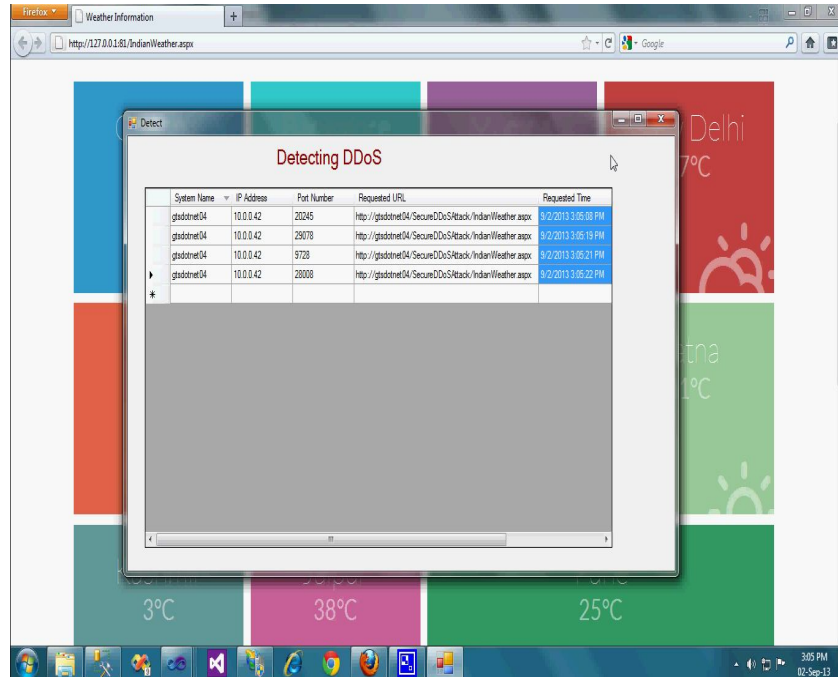 Firefox
Weather Information
http://127.0.0.1:81/IndianWeather.aspx
Google
Detect
Detecting DDoS
System Name IP Address Port Number Requested URL Requested Time
gtsdotnet04 10.0.0.42 20245 http://gtsdotnet04/SecureDDoSAttack/IndianWeather.aspx 9/2/2013 3:05:08 PM
gtsdotnet04 10.0.0.42 29078 http://gtsdotnet04/SecureDDoSAttack/IndianWeather.aspx 9/2/2013 3:05:19 PM
gtsdotnet04 10.0.0.42 9728 http://gtsdotnet04/SecureDDoSAttack/IndianWeather.aspx 9/2/2013 3:05:21 PM
gtsdotnet04 10.0.0.42 28008 http://gtsdotnet04/SecureDDoSAttack/IndianWeather.aspx 9/2/2013 3:05:22 PM
Delhi
7°C
1°C
3°C
38°C
25°C
3:05 PM
02-Sep-13